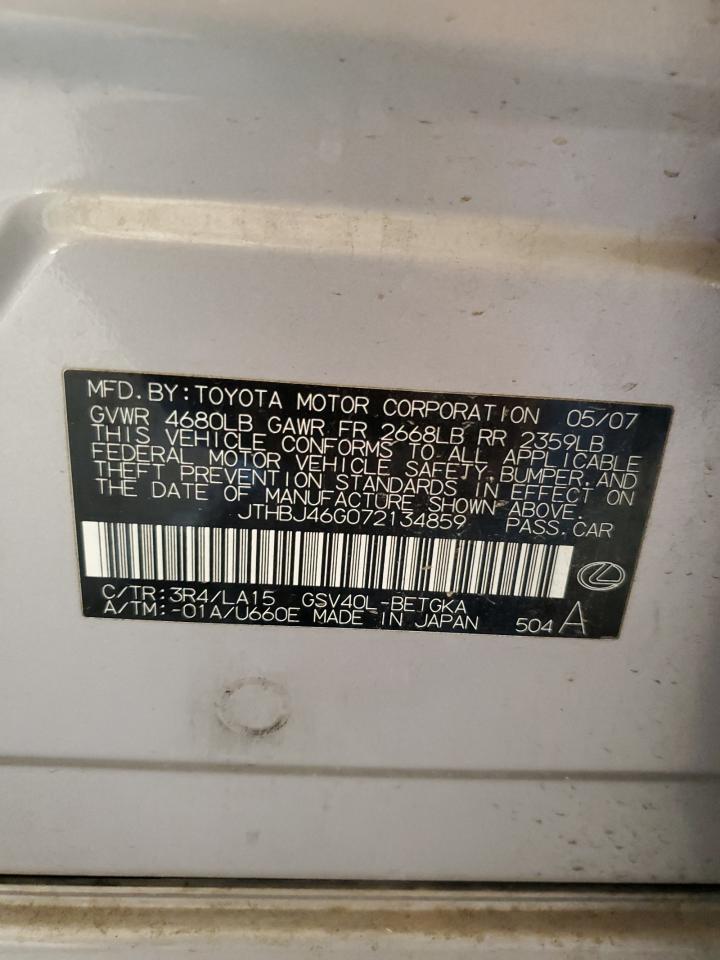 MFD.BY:TOYOTA MOTOR CORPORATION 05/07
GVWR 4680LB GAWR FR 2668LB RR 2359LB
THIS VEHICLE CONFORMS TO ALL APPLICABLE
FEDERAL MOTOR VEHICLE SAFETY,BUMPER,AND
THEFT PREVENTION STANDARDS IN EFFECT ON
THE DATE OF MANUFACTURE SHOWN ABOVE.
JTHBJ46G072134859 PASS.CAR
C/TR:3R4/LA15 GSV40L-BETGKA
A/TM:-01A/U660E MADE IN JAPAN 504 A